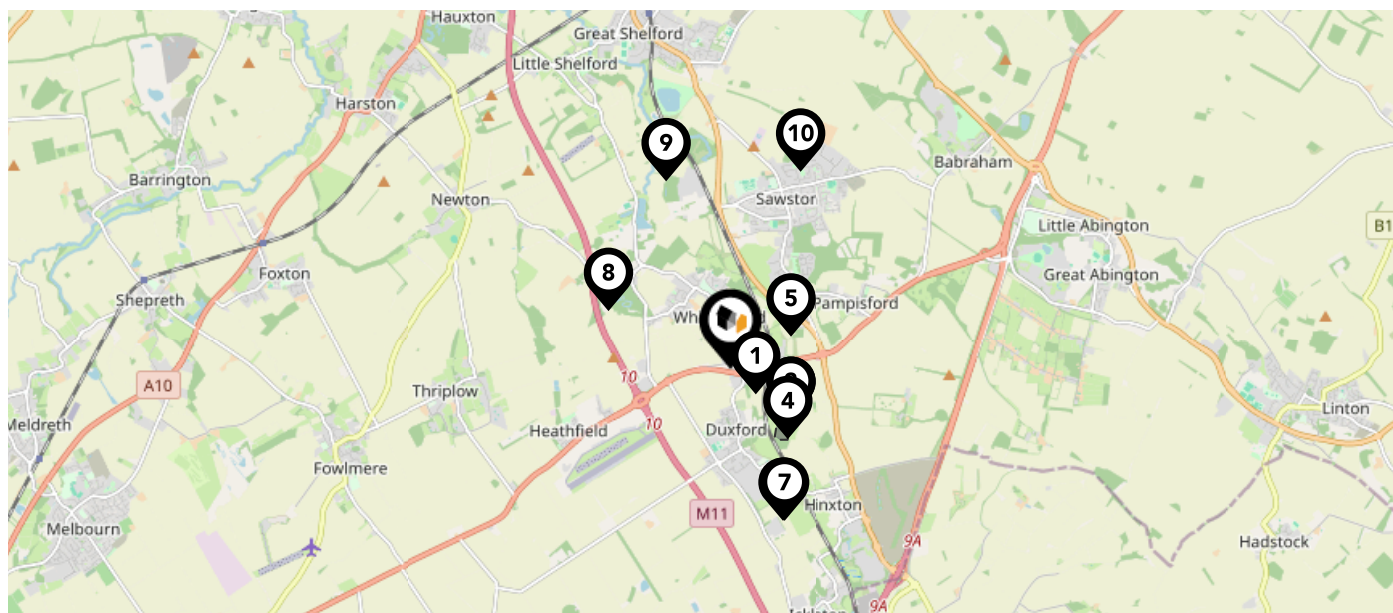 Hauxton
Great Shelford
Little Shelford
Harston
9
10
Babraham
Barrington
Newton
Sawston
Little Abington
B1
Foxton
8
Great Abington
Shepreth
5
Pampisford
1
10
A10
Thriplow
4
Linton
Meldreth
10
Heathfield
Duxford
Fowlmere
7
Hinxton
M11
Melbourn
9A
Hadstock
9A